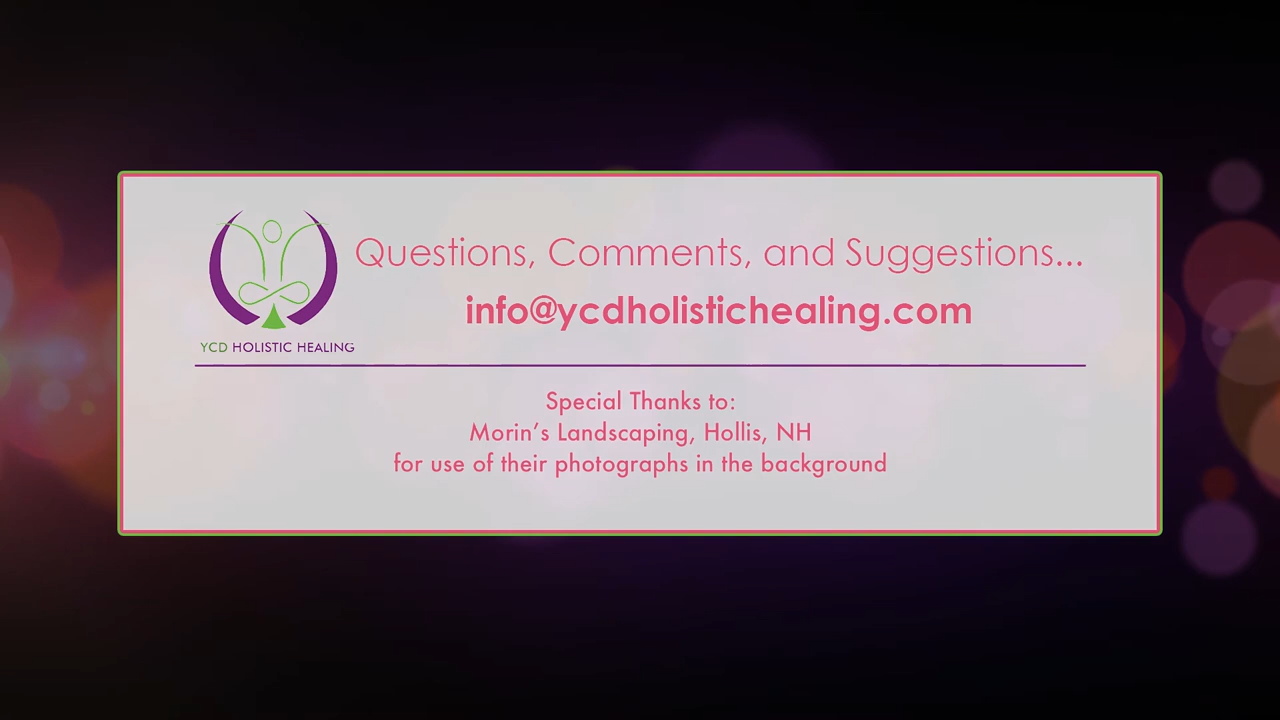 Questions, Comments, and Suggestions...
info@ycdholistichealing.com
YCD HOLISTIC HEALING
Special Thanks to:
Morin’s Landscaping, Hollis, NH
for use of their photographs in the background